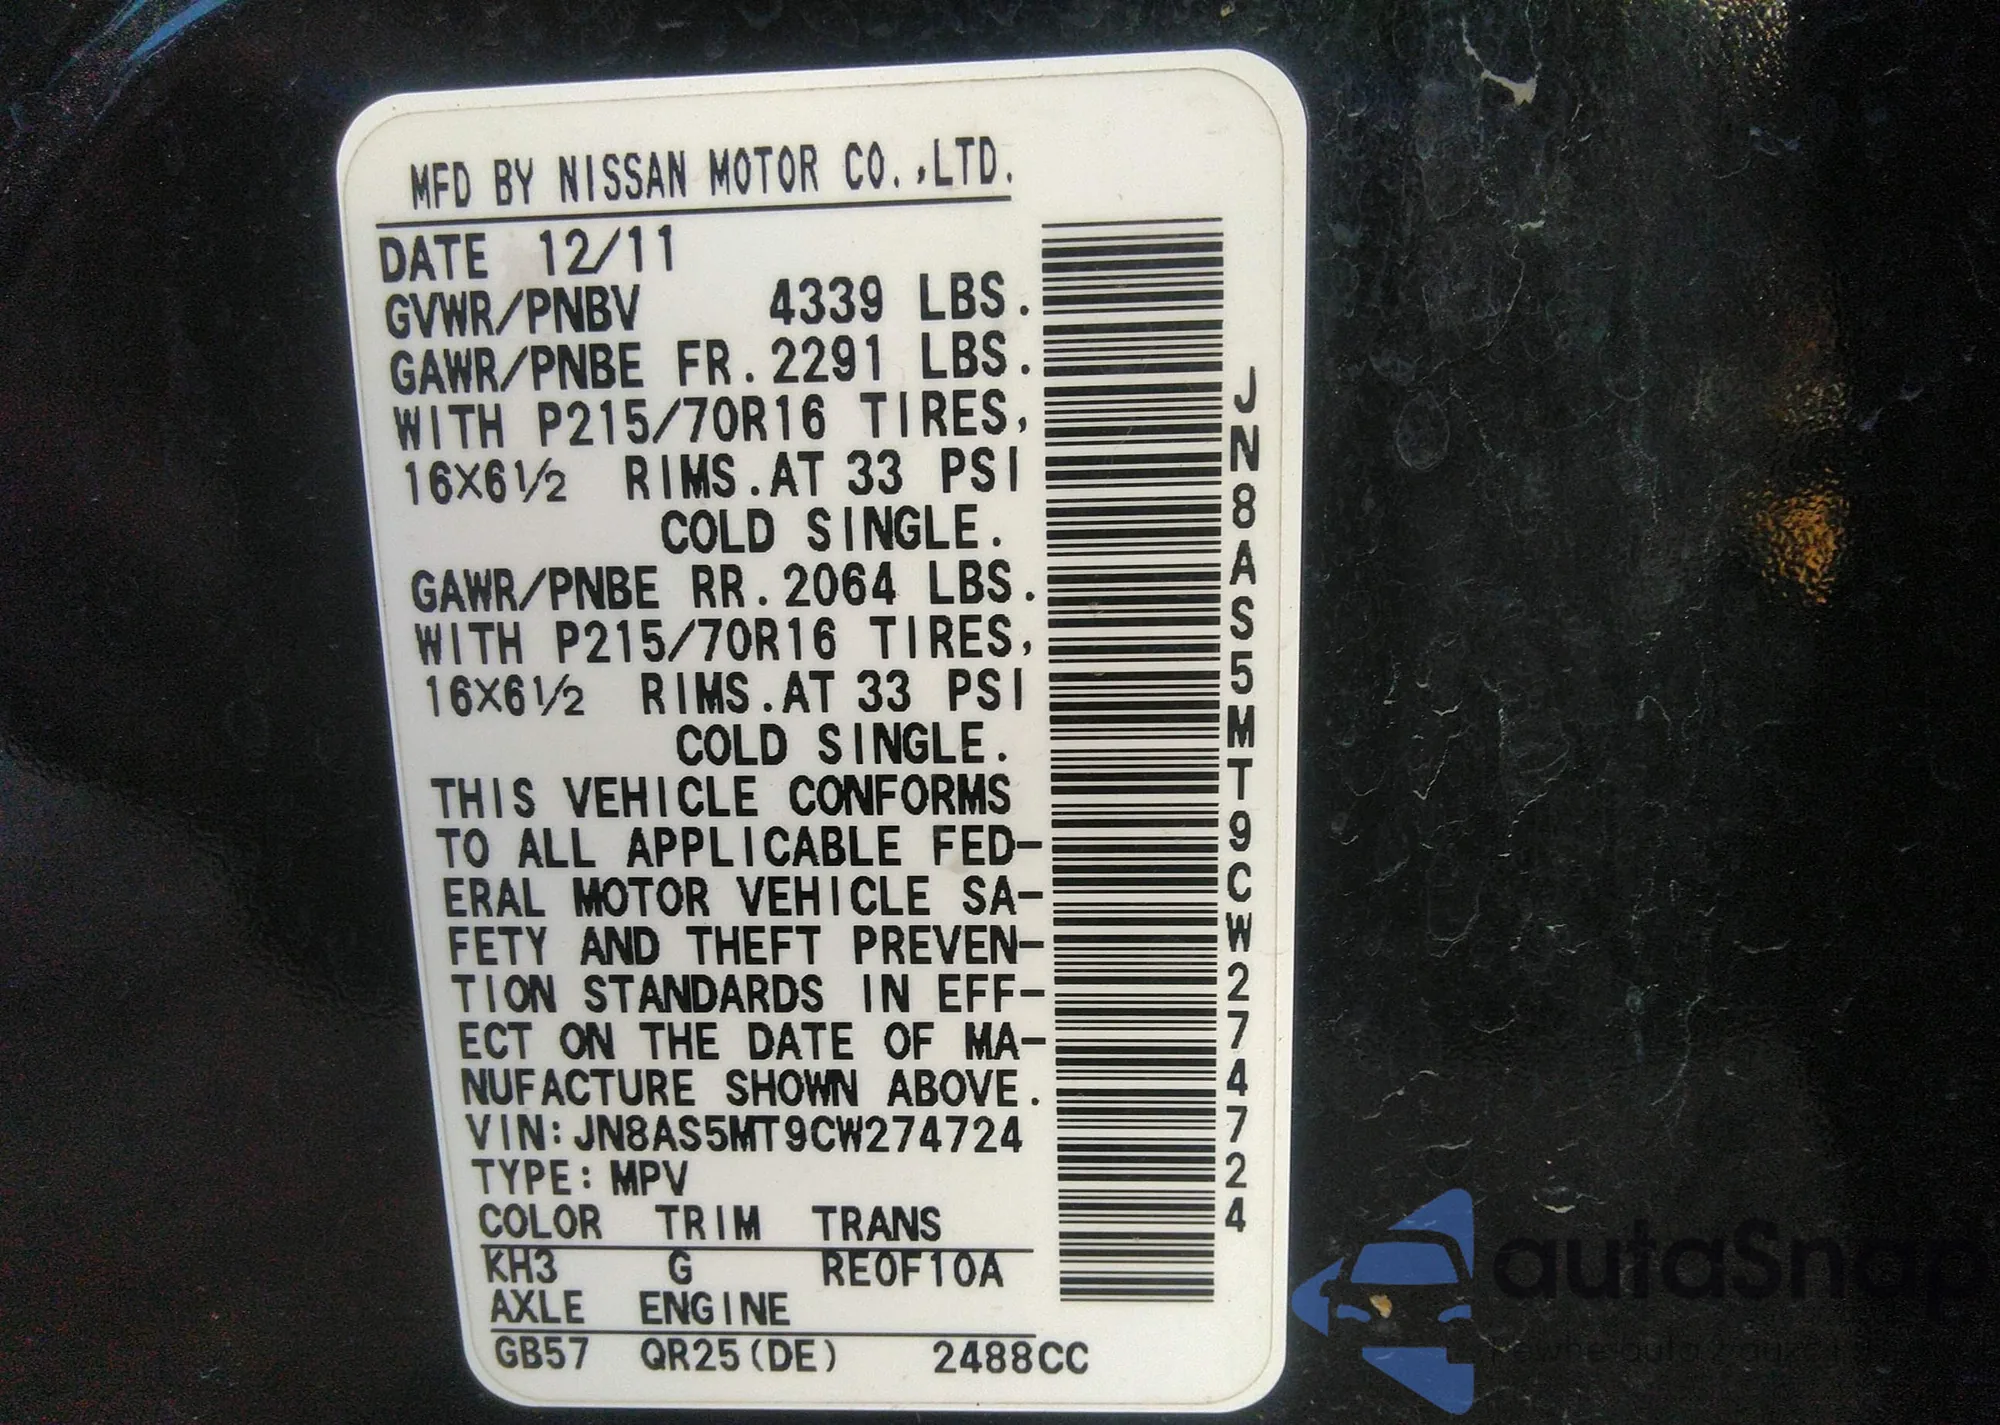 MFD BY NISSAN MOTOR CO.,LTD.
DATE 12/11
GVWR/PNBV 4339 LBS.
GAWR/PNBE FR.2291 LBS.
WITH P215/70R16 TIRES,
16X6½ RIMS.AT 33 PSI
COLD SINGLE.
GAWR/PNBE RR.2064 LBS.
WITH P215/70R16 TIRES,
16X6½ RIMS.AT 33 PSI
COLD SINGLE.
THIS VEHICLE CONFORMS
TO ALL APPLICABLE FED-
ERAL MOTOR VEHICLE SA-
FETY AND THEFT PREVEN-
TION STANDARDS IN EFF-
ECT ON THE DATE OF MA-
NUFACTURE SHOWN ABOVE.
VIN:JN8AS5MT9CW274724
TYPE:MPV
COLOR TRIM TRANS
KH3 G RE0F10A
AXLE ENGINE
GB57 QR25(DE) 2488CC
JN8AS5MT9CW274724
autoSnap